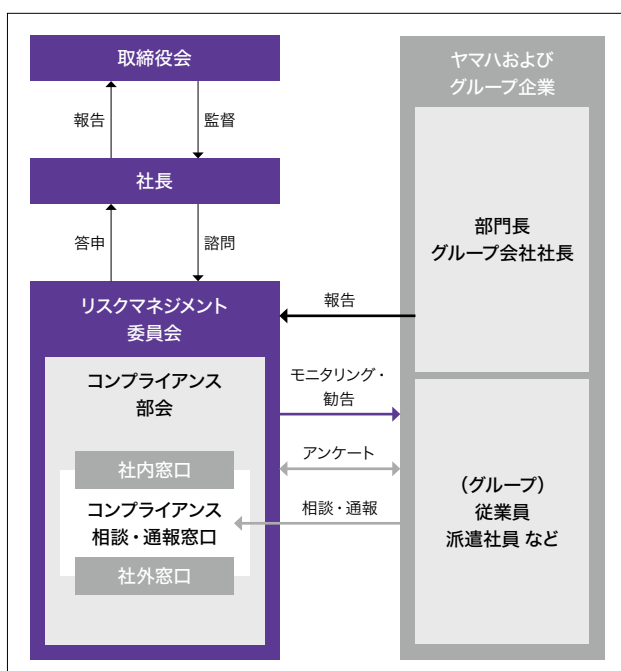 取締役会
報告
監督
社長
答申
諮問
リスクマネジメント
委員会
コンプライアンス
部会
社内窓口
コンプライアンス
相談・通報窓口
社外窓口
報告
モニタリング・
勧告
アンケート
相談・通報
ヤマハおよび
グループ企業
部門長
グループ会社社長
(グループ)
従業員
派遣社員 など